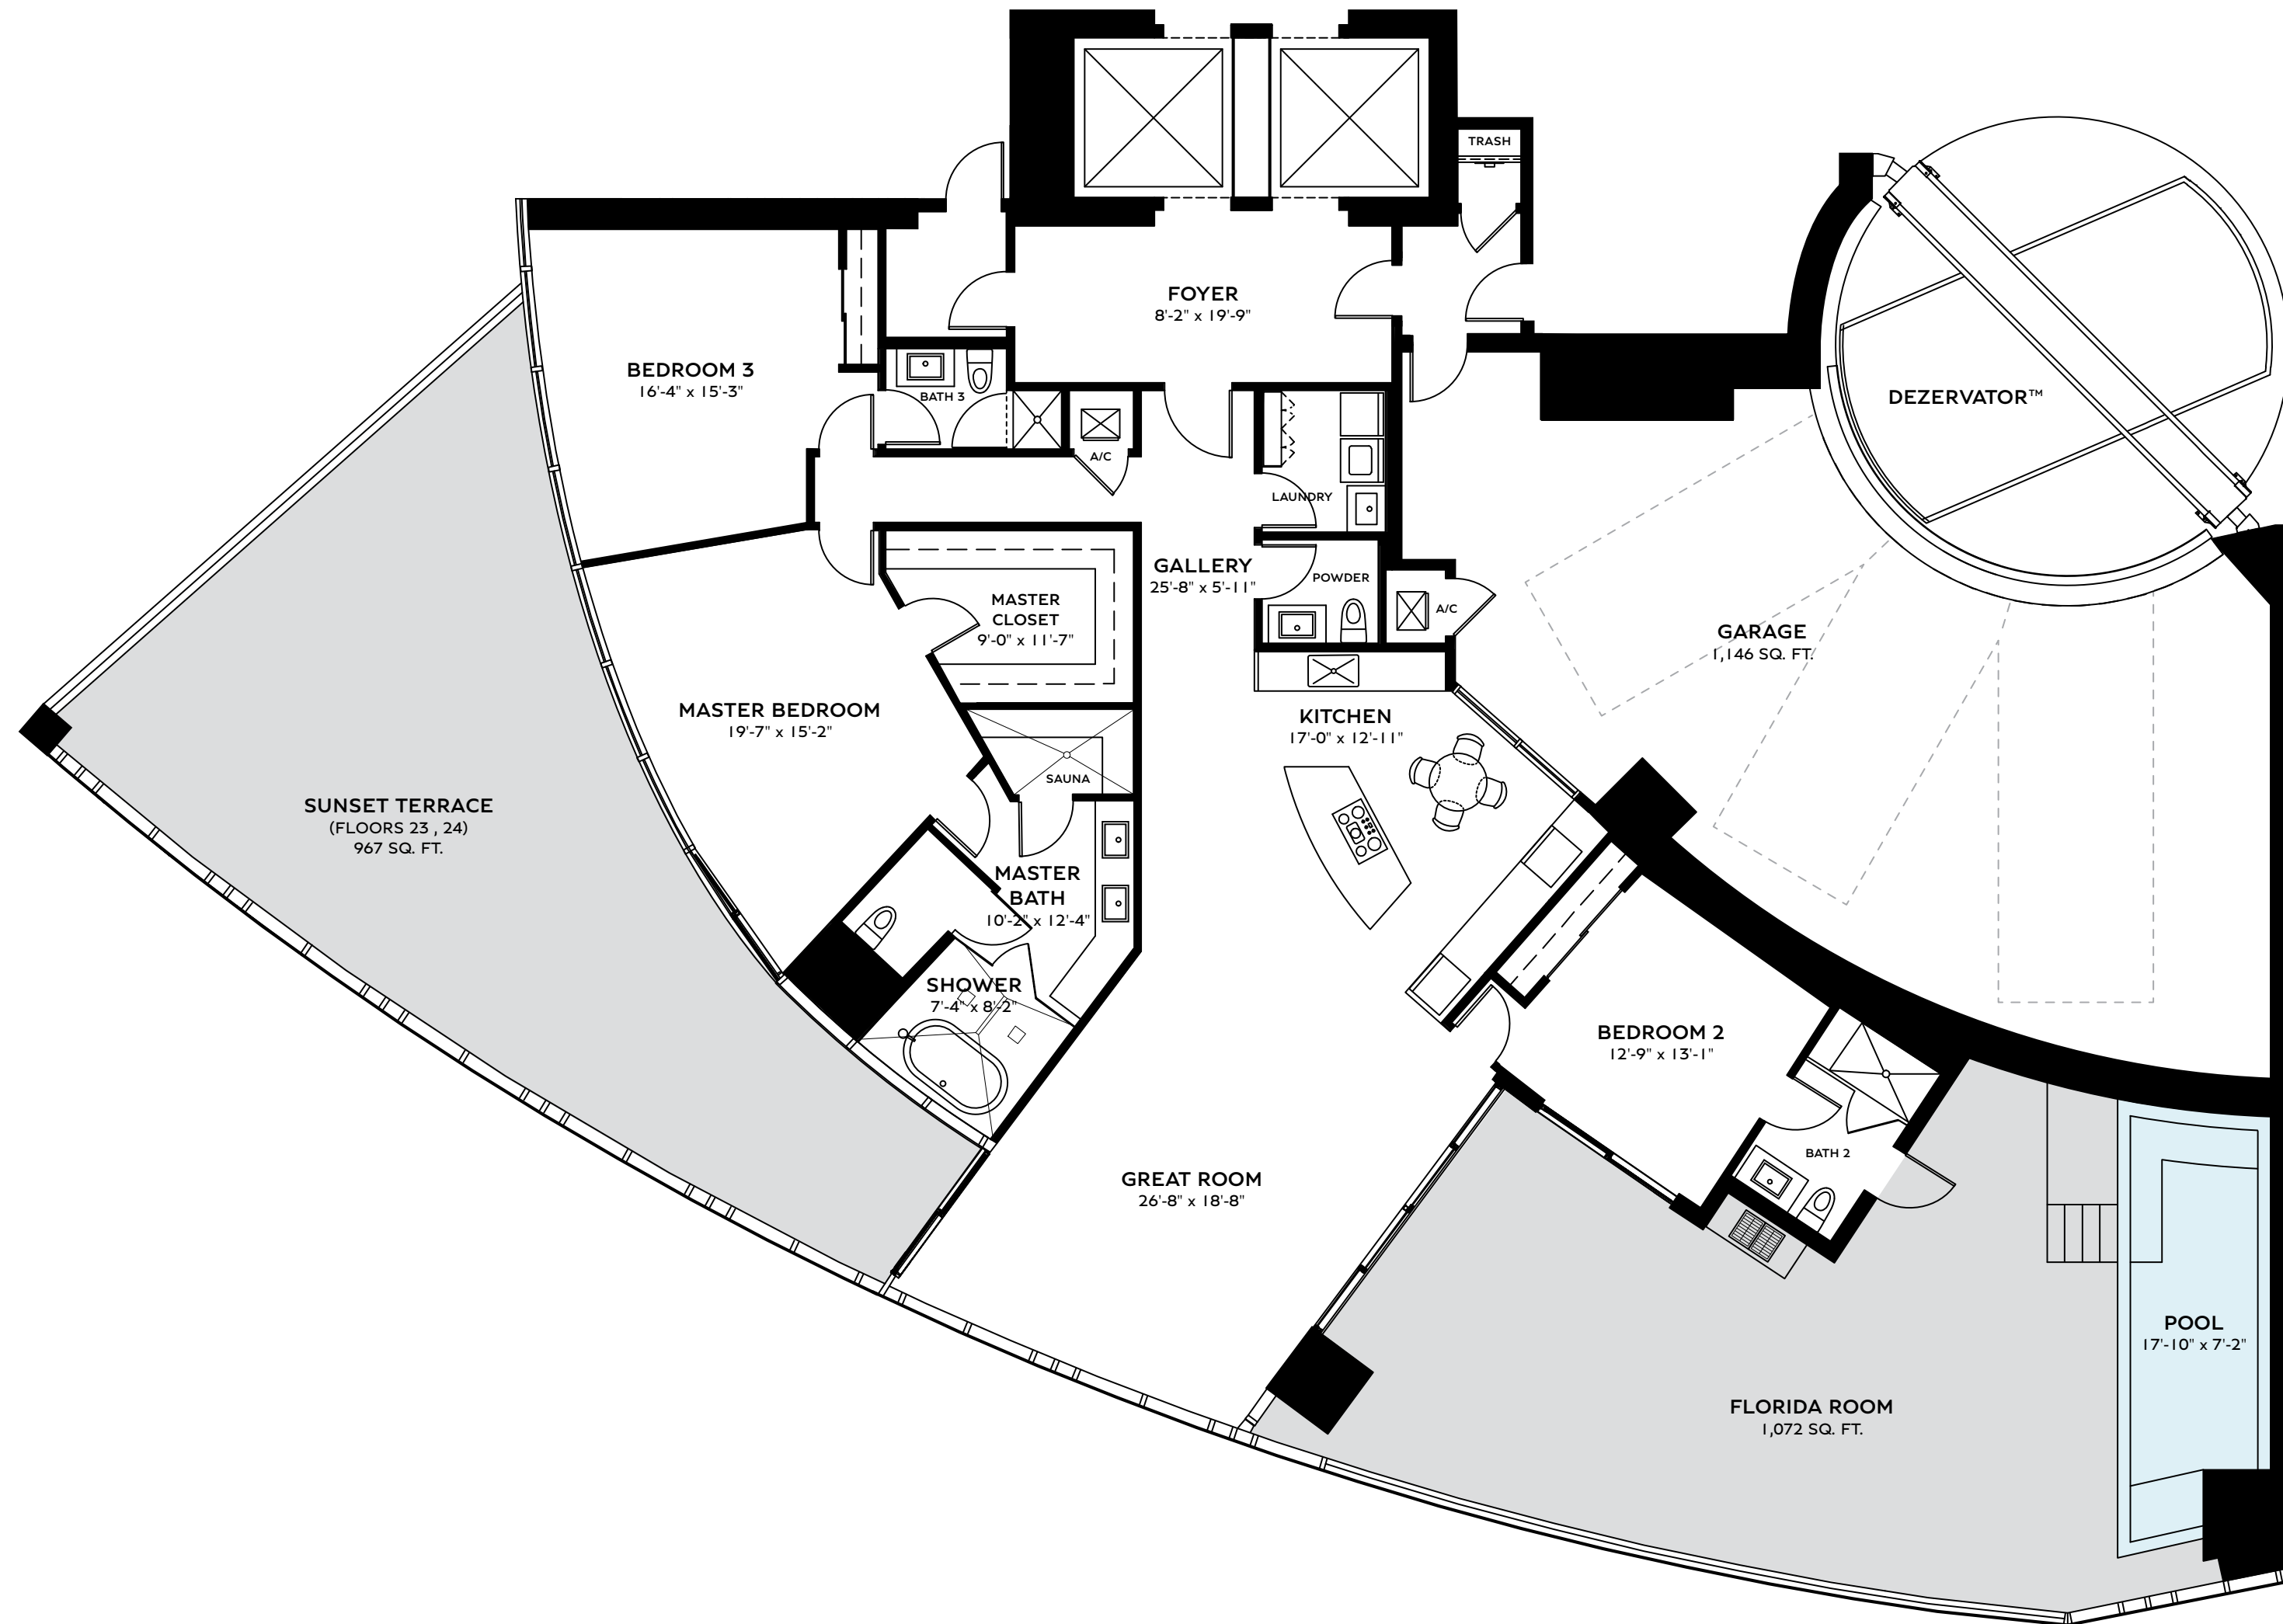 TRASH
FOYER
8'-2" x 19'-9"
BEDROOM 3
16'-4" x 15'-3"
BATH 3
DEZERVATOR™
A/C
LAUNDRY
GALLERY
25'-8" x 5'-11"
POWDER
MASTER
CLOSET
9'-0" x 11'-7"
A/C
GARAGE
1,146 SQ. FT.
MASTER BEDROOM
19'-7" x 15'-2"
KITCHEN
17'-0" x 12'-11"
SAUNA
SUNSET TERRACE
(FLOORS 23 , 24)
967 SQ. FT.
MASTER
BATH
10'-2" x 12'-4"
SHOWER
7'-4" x 8'-2"
BEDROOM 2
12'-9" x 13'-1"
BATH 2
GREAT ROOM
26'-8" x 18'-8"
POOL
17'-10" x 7'-2"
FLORIDA ROOM
1,072 SQ. FT.